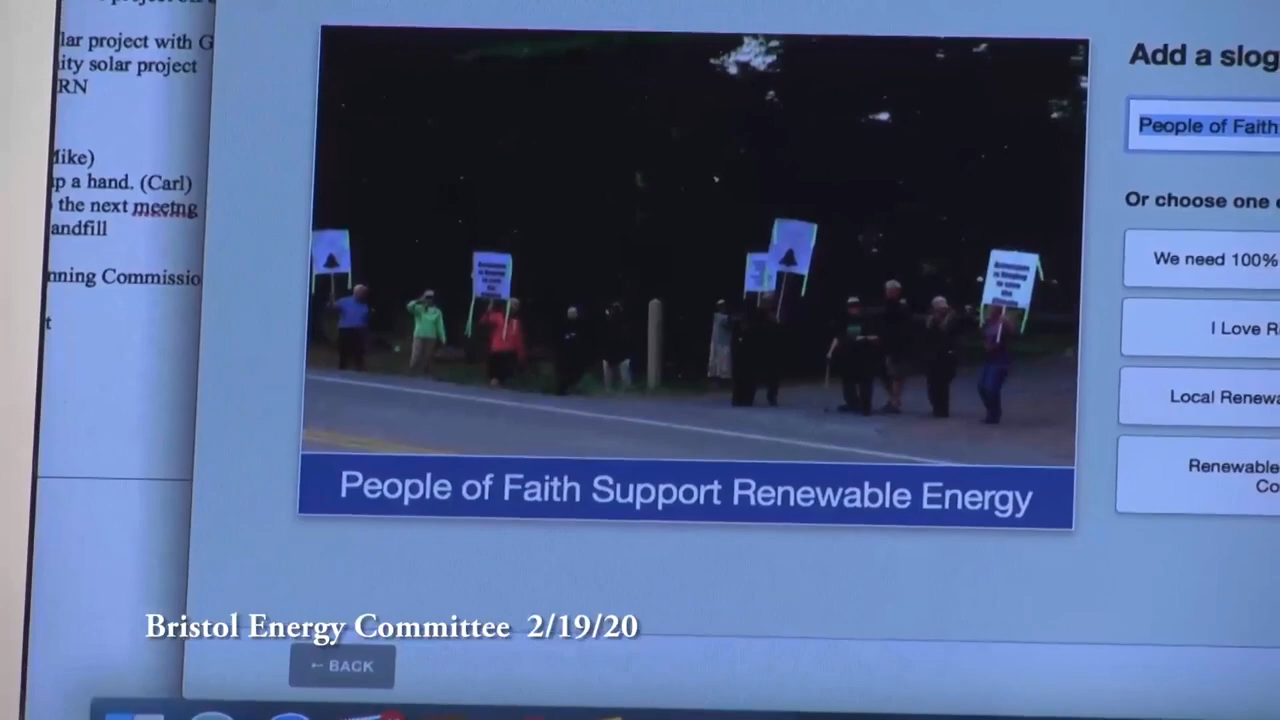 lar project with G
ity solar project
RN
p a hand. (Carl)
the next meetng
andfill
nning Commissio
t
People of Faith Support Renewable Energy
Add a slog
People of Faith
Or choose one
We need 100%
I Love R
Local Renewa
Renewable
Co
← BACK
Bristol Energy Committee 2/19/20